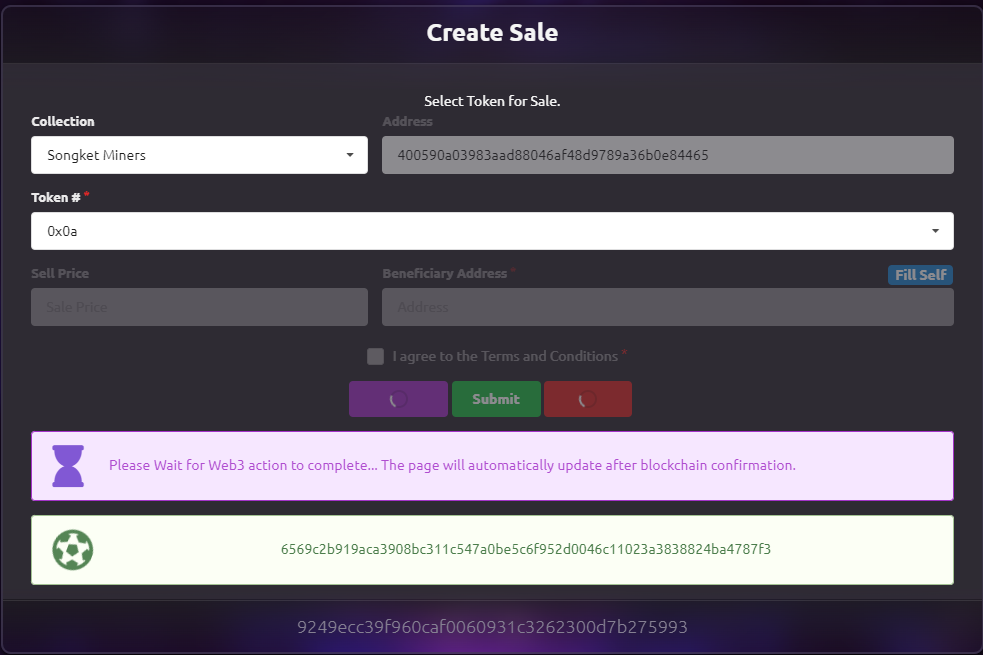 Create Sale
Select Token for Sale.
Collection
Address
Songket Miners
400590a03983aad88046af48d9789a36b0e84465
Token # *
0x0a
Sell Price
Beneficiary Address *
Fill Self
Sale Price
Address
I agree to the Terms and Conditions *
Submit
Please Wait for Web3 action to complete... The page will automatically update after blockchain confirmation.
6569c2b919aca3908bc311c547a0be5c6f952d0046c11023a3838824ba4787f3
9249ecc39f960caf0060931c3262300d7b275993